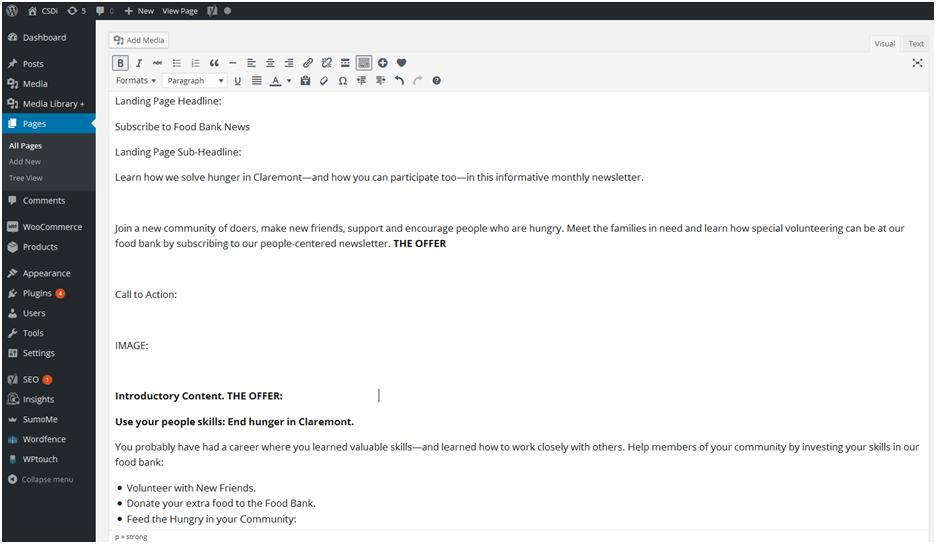 CSDi 5 0 New View Page
Dashboard
Posts
Media
Media Library +
Pages
All Pages
Add New
Tree View
Comments
WooCommerce
Products
Appearance
Plugins 4
Users
Tools
Settings
SEO 1
Insights
SumoMe
Wordfence
WPtouch
Collapse menu
Add Media
Visual Text
B I ABC
Formats Paragraph U A
Landing Page Headline:
Subscribe to Food Bank News
Landing Page Sub-Headline:
Learn how we solve hunger in Claremont—and how you can participate too—in this informative monthly newsletter.
Join a new community of doers, make new friends, support and encourage people who are hungry. Meet the families in need and learn how special volunteering can be at our
food bank by subscribing to our people-centered newsletter. THE OFFER
Call to Action:
IMAGE:
Introductory Content. THE OFFER:
Use your people skills: End hunger in Claremont.
You probably have had a career where you learned valuable skills—and learned how to work closely with others. Help members of your community by investing your skills in our
food bank:
• Volunteer with New Friends.
• Donate your extra food to the Food Bank.
• Feed the Hungry in your Community:
p » strong